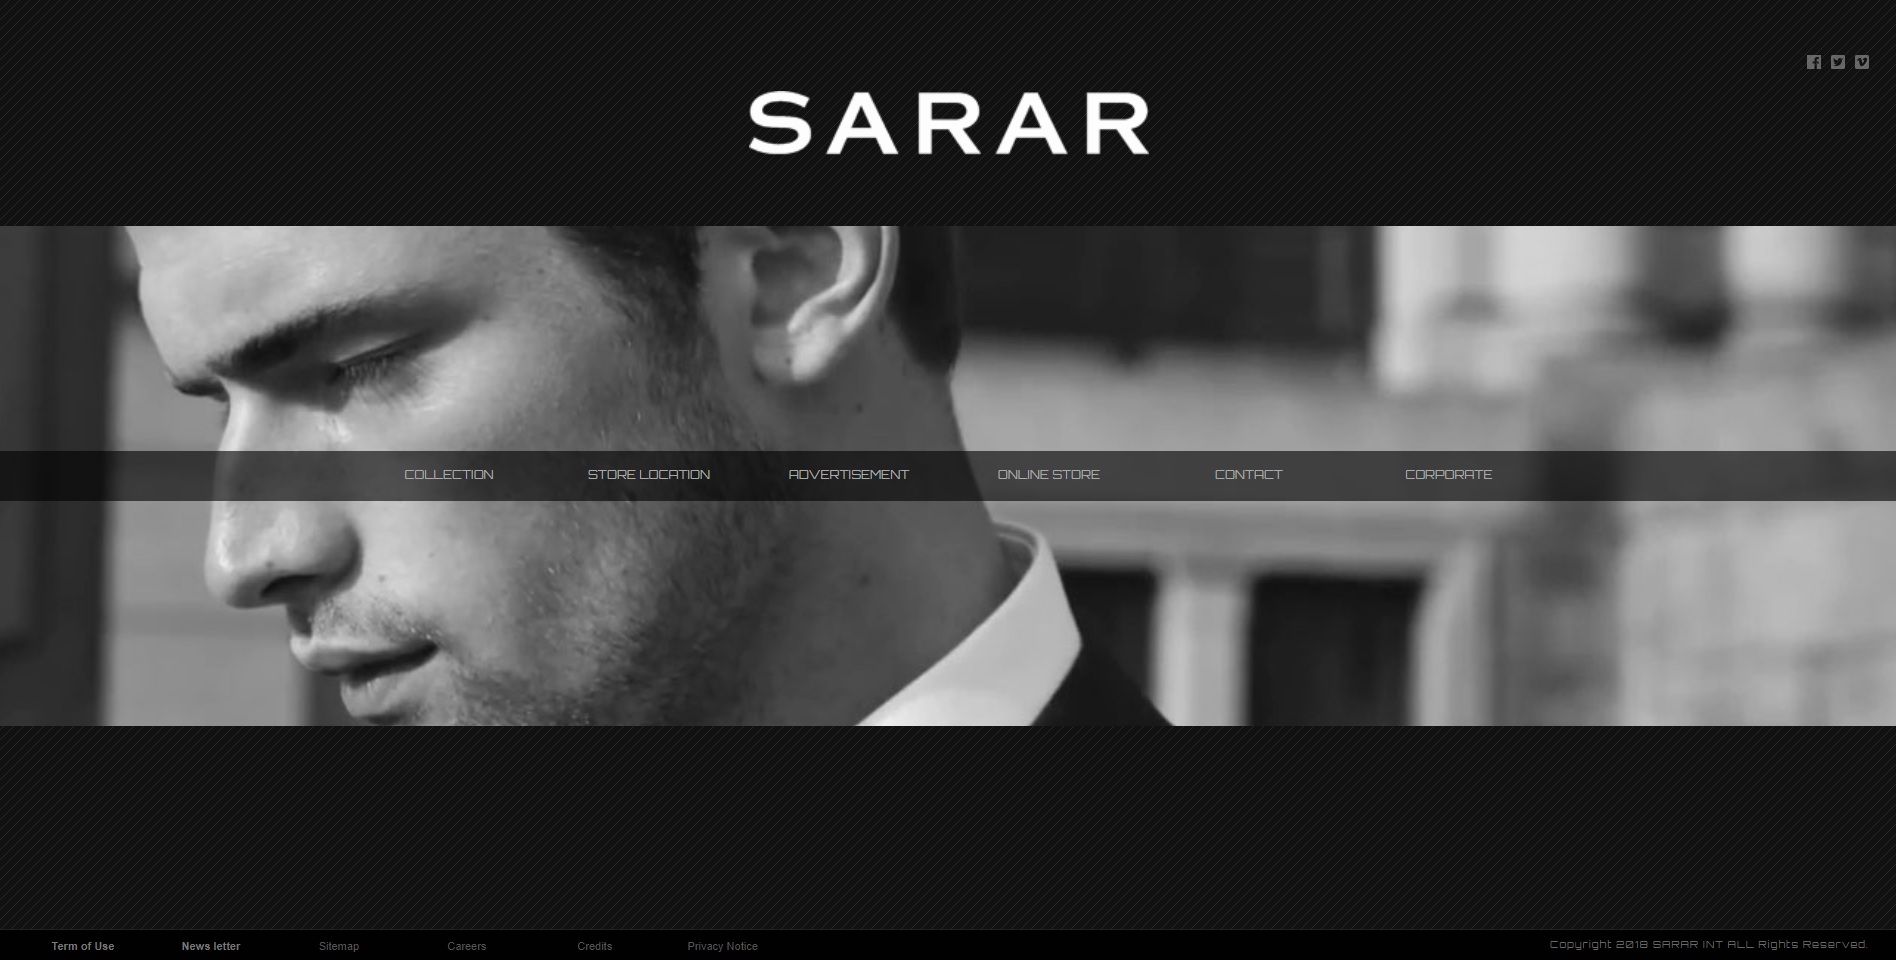 SARAR
COLLECTION STORE LOCATION ADVERTISEMENT ONLINE STORE CONTACT CORPORATE
Term of Use News letter Sitemap Careers Credits Privacy Notice Copyright 2018 SARAR INT ALL Rights Reserved.